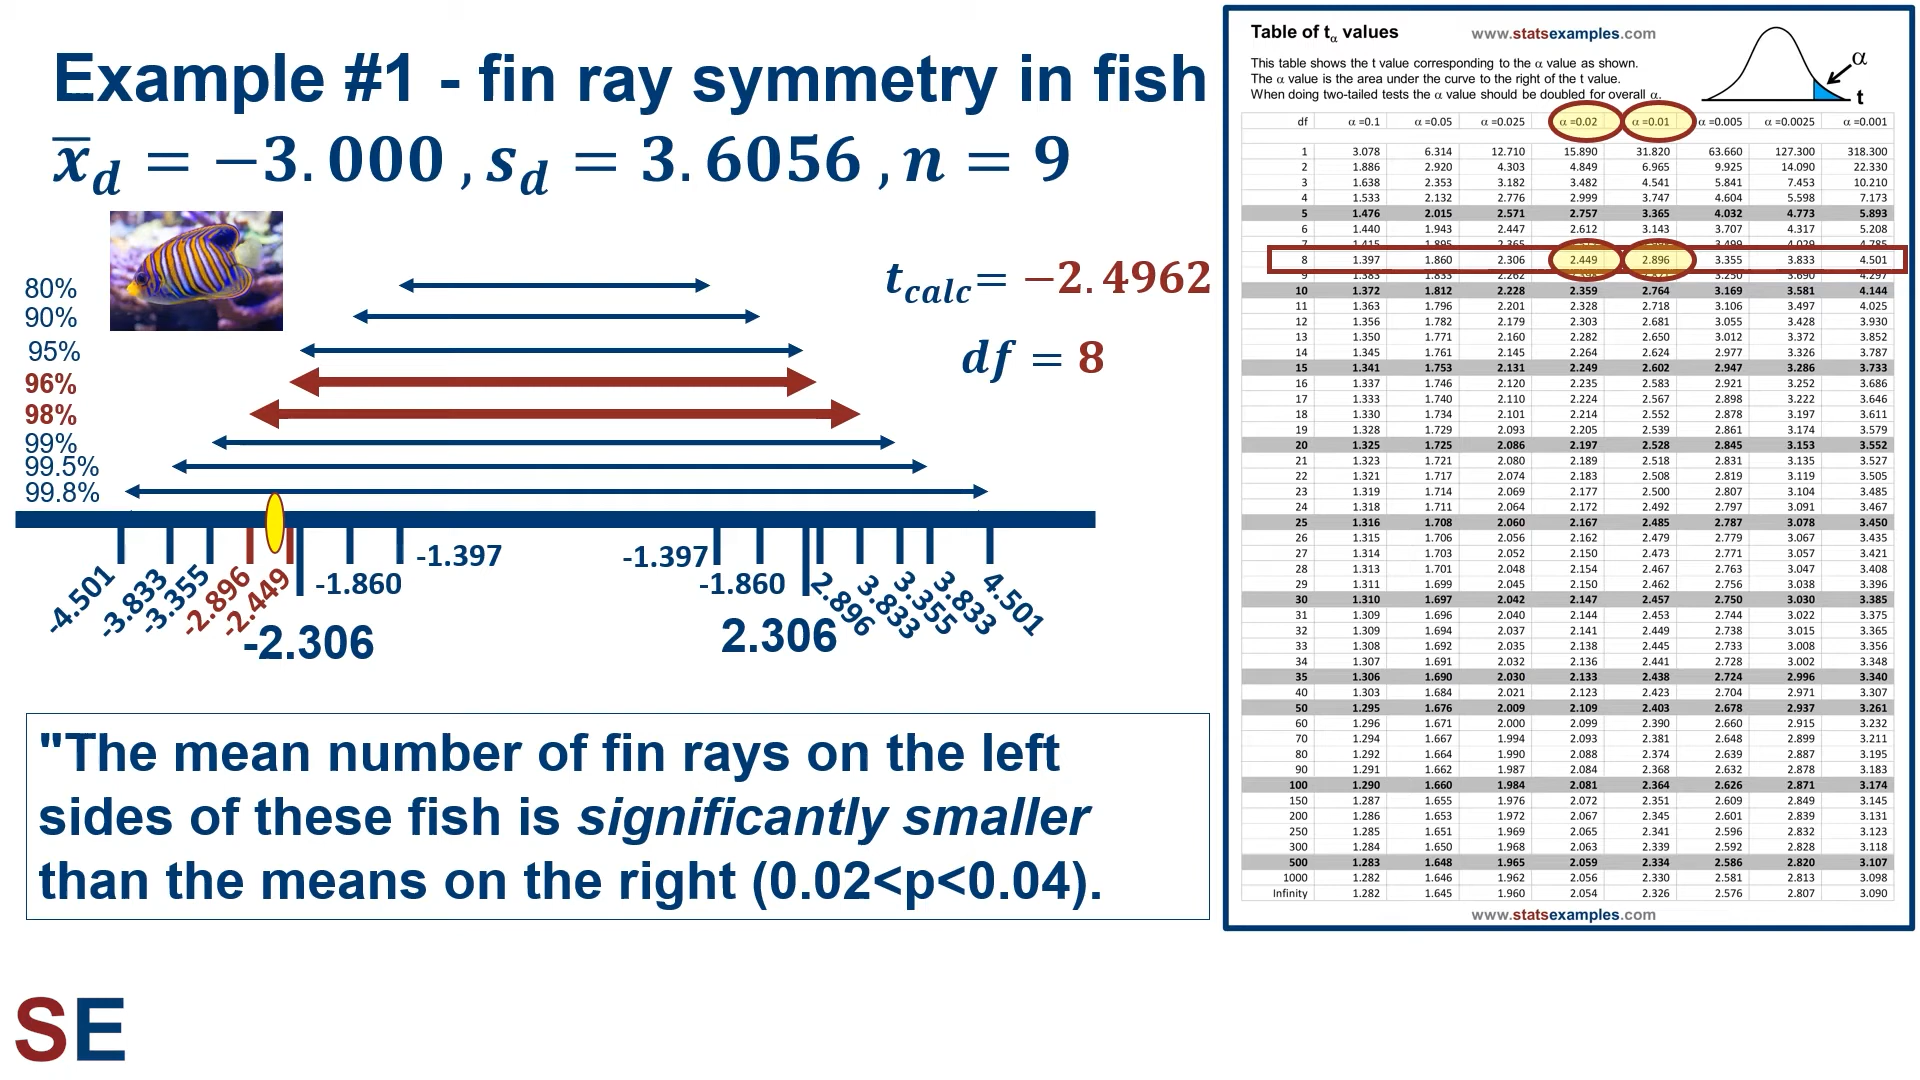 Example #1 - fin ray symmetry in fish
x̅d = −3.000 , sd = 3.6056 , n = 9
80%
90%
95%
96%
98%
99%
99.5%
99.8%
tcalc= −2.4962
df = 8
-4.501 -3.833 -3.355 -2.896 -2.449 -2.306 -1.860 -1.397
-1.397 -1.860 2.306 2.896 3.833 3.355 3.833 4.501
"The mean number of fin rays on the left
sides of these fish is significantly smaller
than the means on the right (0.02<p<0.04).
SE
Table of tα values www.statsexamples.com
This table shows the t value corresponding to the α value as shown.
The α value is the area under the curve to the right of the t value.
When doing two-tailed tests the α value should be doubled for overall α.
α
t
df α =0.1 α =0.05 α =0.025 α =0.02 α =0.01 α =0.005 α =0.0025 α =0.001
1 3.078 6.314 12.710 15.890 31.820 63.660 127.300 318.300
2 1.886 2.920 4.303 4.849 6.965 9.925 14.090 22.330
3 1.638 2.353 3.182 3.482 4.541 5.841 7.453 10.210
4 1.533 2.132 2.776 2.999 3.747 4.604 5.598 7.173
5 1.476 2.015 2.571 2.757 3.365 4.032 4.773 5.893
6 1.440 1.943 2.447 2.612 3.143 3.707 4.317 5.208
7 1.415 1.895 2.365 3.499 4.029 4.785
8 1.397 1.860 2.306 2.449 2.896 3.355 3.833 4.501
9 1.383 1.833 2.262 3.250 3.690 4.297
10 1.372 1.812 2.228 2.359 2.764 3.169 3.581 4.144
11 1.363 1.796 2.201 2.328 2.718 3.106 3.497 4.025
12 1.356 1.782 2.179 2.303 2.681 3.055 3.428 3.930
13 1.350 1.771 2.160 2.282 2.650 3.012 3.372 3.852
14 1.345 1.761 2.145 2.264 2.624 2.977 3.326 3.787
15 1.341 1.753 2.131 2.249 2.602 2.947 3.286 3.733
16 1.337 1.746 2.120 2.235 2.583 2.921 3.252 3.686
17 1.333 1.740 2.110 2.224 2.567 2.898 3.222 3.646
18 1.330 1.734 2.101 2.214 2.552 2.878 3.197 3.611
19 1.328 1.729 2.093 2.205 2.539 2.861 3.174 3.579
20 1.325 1.725 2.086 2.197 2.528 2.845 3.153 3.552
21 1.323 1.721 2.080 2.189 2.518 2.831 3.135 3.527
22 1.321 1.717 2.074 2.183 2.508 2.819 3.119 3.505
23 1.319 1.714 2.069 2.177 2.500 2.807 3.104 3.485
24 1.318 1.711 2.064 2.172 2.492 2.797 3.091 3.467
25 1.316 1.708 2.060 2.167 2.485 2.787 3.078 3.450
26 1.315 1.706 2.056 2.162 2.479 2.779 3.067 3.435
27 1.314 1.703 2.052 2.150 2.473 2.771 3.057 3.421
28 1.313 1.701 2.048 2.154 2.467 2.763 3.047 3.408
29 1.311 1.699 2.045 2.150 2.462 2.756 3.038 3.396
30 1.310 1.697 2.042 2.147 2.457 2.750 3.030 3.385
31 1.309 1.696 2.040 2.144 2.453 2.744 3.022 3.375
32 1.309 1.694 2.037 2.141 2.449 2.738 3.015 3.365
33 1.308 1.692 2.035 2.138 2.445 2.733 3.008 3.356
34 1.307 1.691 2.032 2.136 2.441 2.728 3.002 3.348
35 1.306 1.690 2.030 2.133 2.438 2.724 2.996 3.340
40 1.303 1.684 2.021 2.123 2.423 2.704 2.971 3.307
50 1.295 1.676 2.009 2.109 2.403 2.678 2.937 3.261
60 1.296 1.671 2.000 2.099 2.390 2.660 2.915 3.232
70 1.294 1.667 1.994 2.093 2.381 2.648 2.899 3.211
80 1.292 1.664 1.990 2.088 2.374 2.639 2.887 3.195
90 1.291 1.662 1.987 2.084 2.368 2.632 2.878 3.183
100 1.290 1.660 1.984 2.081 2.364 2.626 2.871 3.174
150 1.287 1.655 1.976 2.072 2.351 2.609 2.849 3.145
200 1.286 1.653 1.972 2.067 2.345 2.601 2.839 3.131
250 1.285 1.651 1.969 2.065 2.341 2.596 2.832 3.123
300 1.284 1.650 1.968 2.063 2.339 2.592 2.828 3.118
500 1.283 1.648 1.965 2.059 2.334 2.586 2.820 3.107
1000 1.282 1.646 1.962 2.056 2.330 2.581 2.813 3.098
Infinity 1.282 1.645 1.960 2.054 2.326 2.576 2.807 3.090
www.statsexamples.com